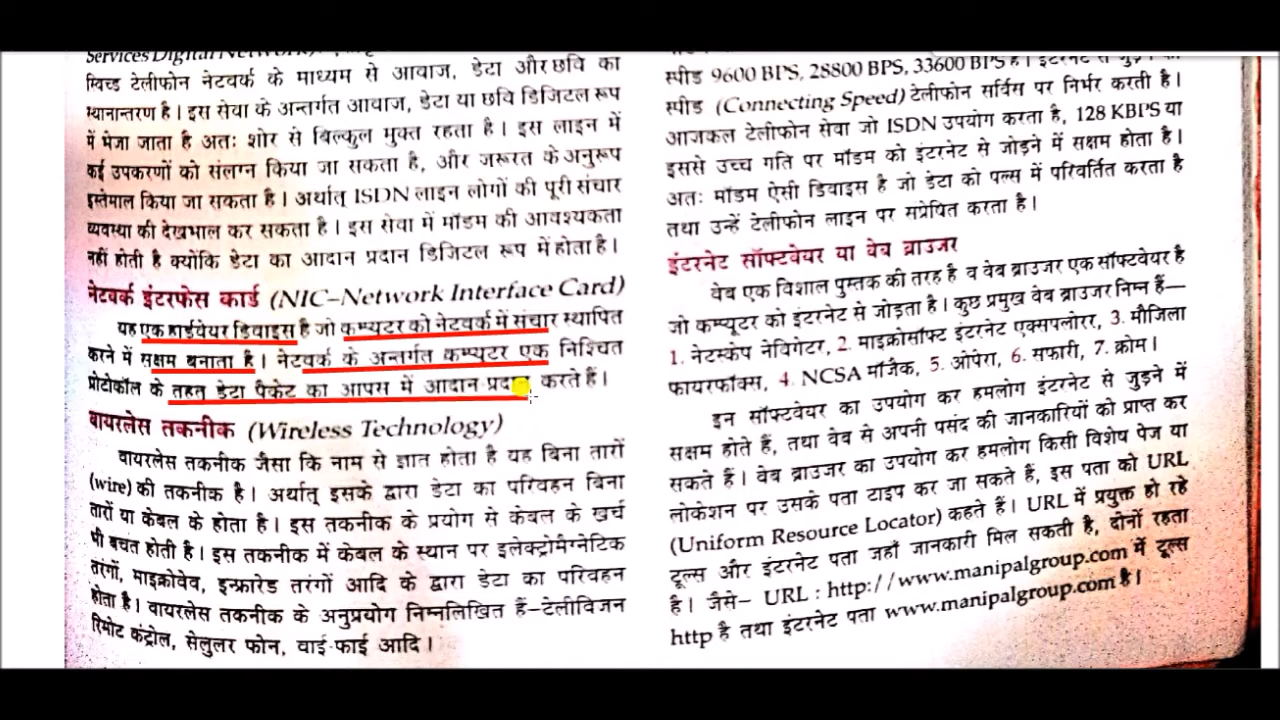 Services Digital Network)
स्विच्ड टेलीफोन नेटवर्क के माध्यम से आवाज, डेटा और छवि का
स्थानान्तरण है। इस सेवा के अन्तर्गत आवाज, डेटा या छवि डिजिटल रूप
में भेजा जाता है अतः शोर से बिल्कुल मुक्त रहता है। इस लाइन में
कई उपकरणों को संलग्न किया जा सकता है, और जरूरत के अनुरूप
इस्तेमाल किया जा सकता है। अर्थात् ISDN लाइन लोगों की पूरी संचार
व्यवस्था की देखभाल कर सकता है। इस सेवा में मॉडम की आवश्यकता
नहीं होती है क्योंकि डेटा का आदान प्रदान डिजिटल रूप में होता है।
नेटवर्क इंटरफेस कार्ड (NIC–Network Interface Card)
यह एक हार्डवेयर डिवाइस है जो कम्प्यूटर को नेटवर्क में संचार स्थापित
करने में सक्षम बनाता है। नेटवर्क के अन्तर्गत कम्प्यूटर एक निश्चित
प्रोटोकॉल के तहत डेटा पैकेट का आपस में आदान-प्रदान करते हैं।
वायरलेस तकनीक (Wireless Technology)
वायरलेस तकनीक जैसा कि नाम से ज्ञात होता है यह बिना तारों
(wire) की तकनीक है। अर्थात् इसके द्वारा डेटा का परिवहन बिना
तारों या केबल के होता है। इस तकनीक के प्रयोग से केबल के खर्च
भी बचत होती है। इस तकनीक में केबल के स्थान पर इलेक्ट्रोमैग्नेटिक
तरंगों, माइक्रोवेव, इन्फ्रारेड तरंगों आदि के द्वारा डेटा का परिवहन
होता है। वायरलेस तकनीक के अनुप्रयोग निम्नलिखित हैं–टेलीविजन
रिमोट कंट्रोल, सेलुलर फोन, वाई-फाई आदि।
स्पीड 9600 BPS, 28800 BPS, 33600 BPS है। इंटरनेट से
स्पीड (Connecting Speed) टेलीफोन सर्विस पर निर्भर करती है।
आजकल टेलीफोन सेवा जो ISDN उपयोग करता है, 128 KBPS या
इससे उच्च गति पर मॉडम को इंटरनेट से जोड़ने में सक्षम होता है।
अतः मॉडम ऐसी डिवाइस है जो डेटा को पल्स में परिवर्तित करता है
तथा उन्हें टेलीफोन लाइन पर सप्रेषित करता है।
इंटरनेट सॉफ्टवेयर या वेब ब्राउजर
वेब एक विशाल पुस्तक की तरह है व वेब ब्राउजर एक सॉफ्टवेयर है
जो कम्प्यूटर को इंटरनेट से जोड़ता है। कुछ प्रमुख वेब ब्राउजर निम्न हैं—
1. नेटस्केप नेविगेटर, 2. माइक्रोसॉफ्ट इंटरनेट एक्सपलोरर, 3. मौजिला
फायरफॉक्स, 4. NCSA मॉजैक, 5. ओपेरा, 6. सफारी, 7. क्रोम।
इन सॉफ्टवेयर का उपयोग कर हमलोग इंटरनेट से जुड़ने में
सक्षम होते हैं, तथा वेब से अपनी पसंद की जानकारियों को प्राप्त कर
सकते हैं। वेब ब्राउजर का उपयोग कर हमलोग किसी विशेष पेज या
लोकेशन पर उसके पता टाइप कर जा सकते हैं, इस पता को URL
(Uniform Resource Locator) कहते हैं। URL में प्रयुक्त हो रहे
टूल्स और इंटरनेट पता जहाँ जानकारी मिल सकती है, दोनों रहता
है। जैसे– URL : http://www.manipalgroup.com में टूल्स
http है तथा इंटरनेट पता www.manipalgroup.com है।